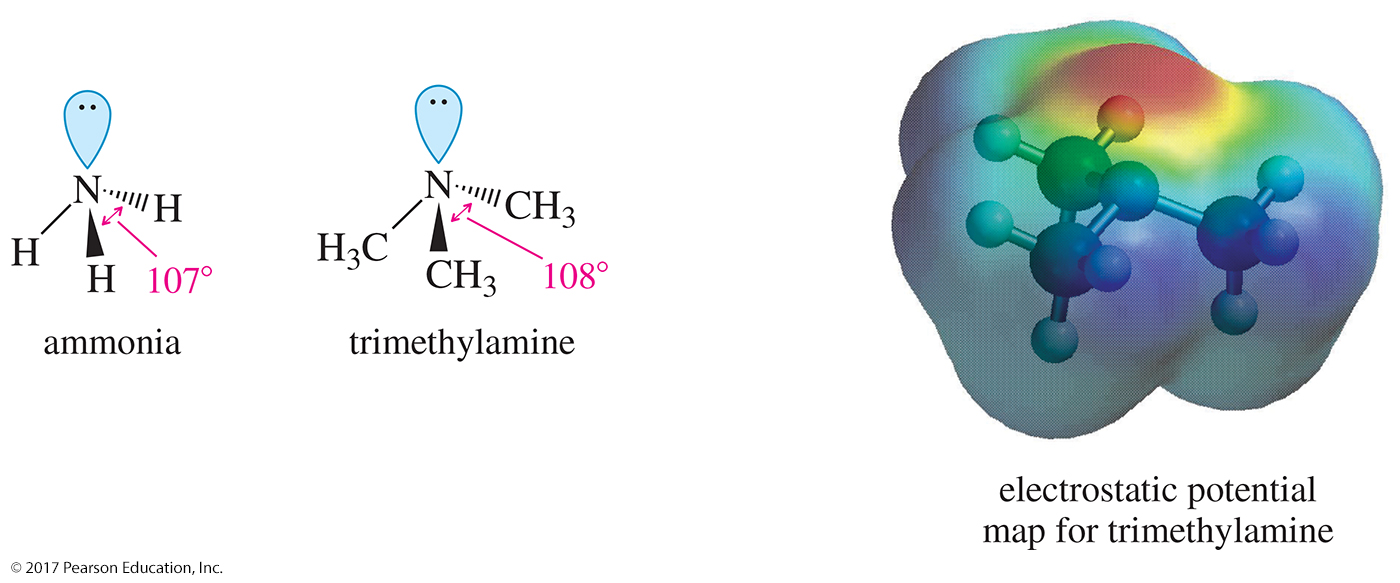 N
H
H
H
107°
ammonia
N
CH₃
H₃C
CH₃
108°
trimethylamine
electrostatic potential
map for trimethylamine
© 2017 Pearson Education, Inc.